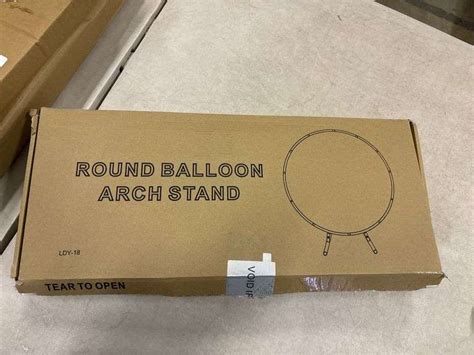 ROUND BALLOON
ARCH STAND
LDY-18
TEAR TO OPEN
VOID IF